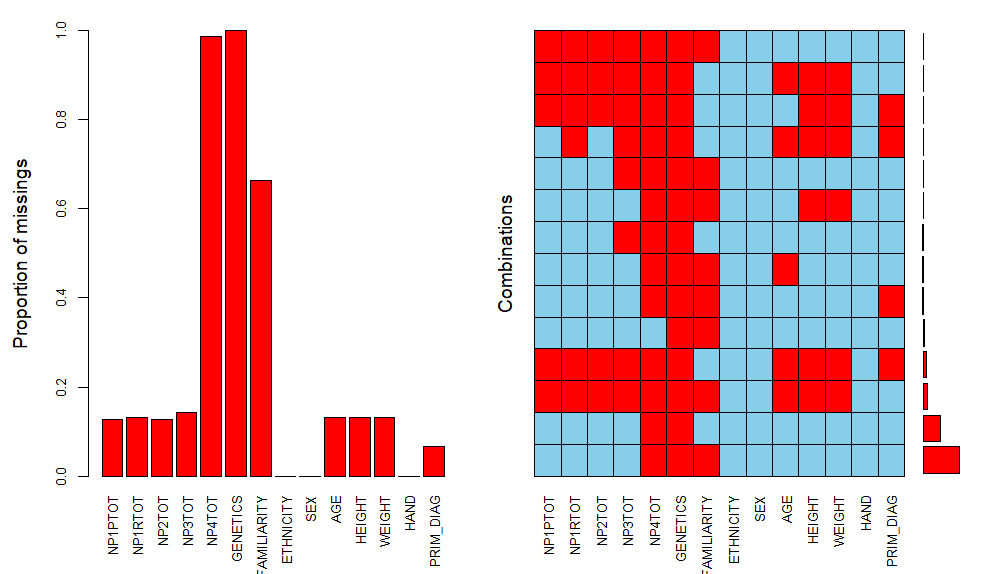 Proportion of missings
1.0
0.8
0.6
0.4
0.2
0.0
NP1PTOT
NP1RTOT
NP2TOT
NP3TOT
NP4TOT
GENETICS
FAMILIARITY
ETHNICITY
SEX
AGE
HEIGHT
WEIGHT
HAND
PRIM_DIAG
Combinations
NP1PTOT
NP1RTOT
NP2TOT
NP3TOT
NP4TOT
GENETICS
FAMILIARITY
ETHNICITY
SEX
AGE
HEIGHT
WEIGHT
HAND
PRIM_DIAG